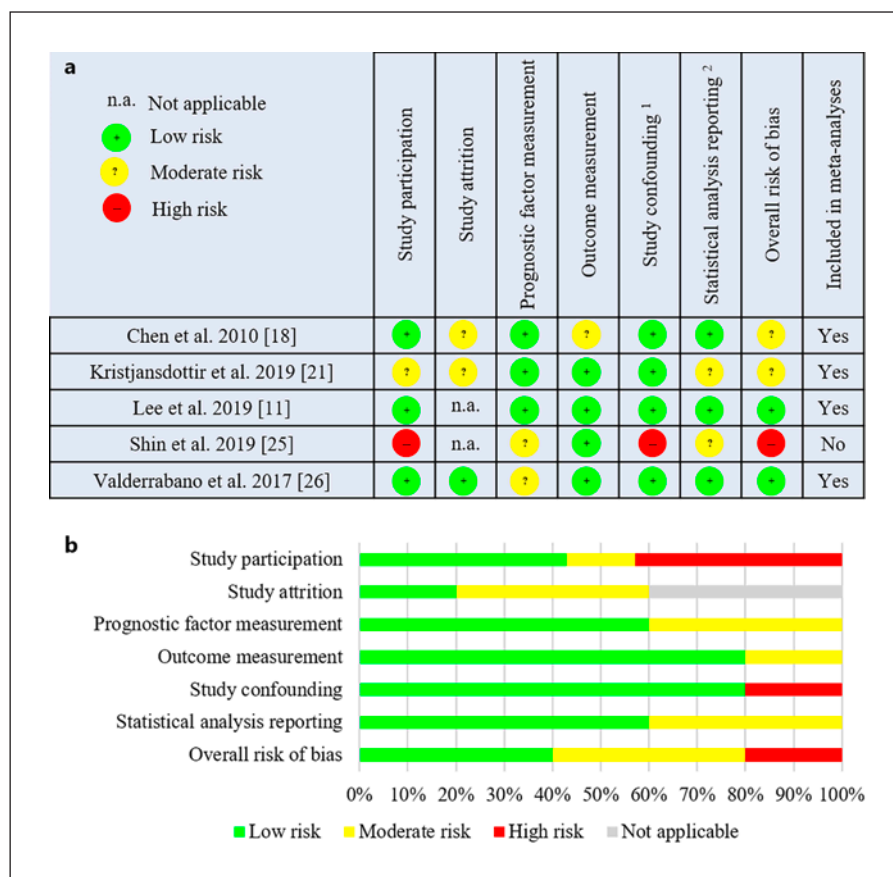 a
n.a. Not applicable
+ Low risk
? Moderate risk
− High risk
Study participation
Study attrition
Prognostic factor measurement
Outcome measurement
Study confounding 1
Statistical analysis reporting 2
Overall risk of bias
Included in meta-analyses
Chen et al. 2010 [18] + ? + ? + + ? Yes
Kristjansdottir et al. 2019 [21] ? ? + + + ? ? Yes
Lee et al. 2019 [11] + n.a. + + + + + Yes
Shin et al. 2019 [25] − n.a. ? + − ? − No
Valderrabano et al. 2017 [26] + + ? + + + + Yes
b
Study participation
Study attrition
Prognostic factor measurement
Outcome measurement
Study confounding
Statistical analysis reporting
Overall risk of bias
0% 10% 20% 30% 40% 50% 60% 70% 80% 90% 100%
Low risk Moderate risk High risk Not applicable